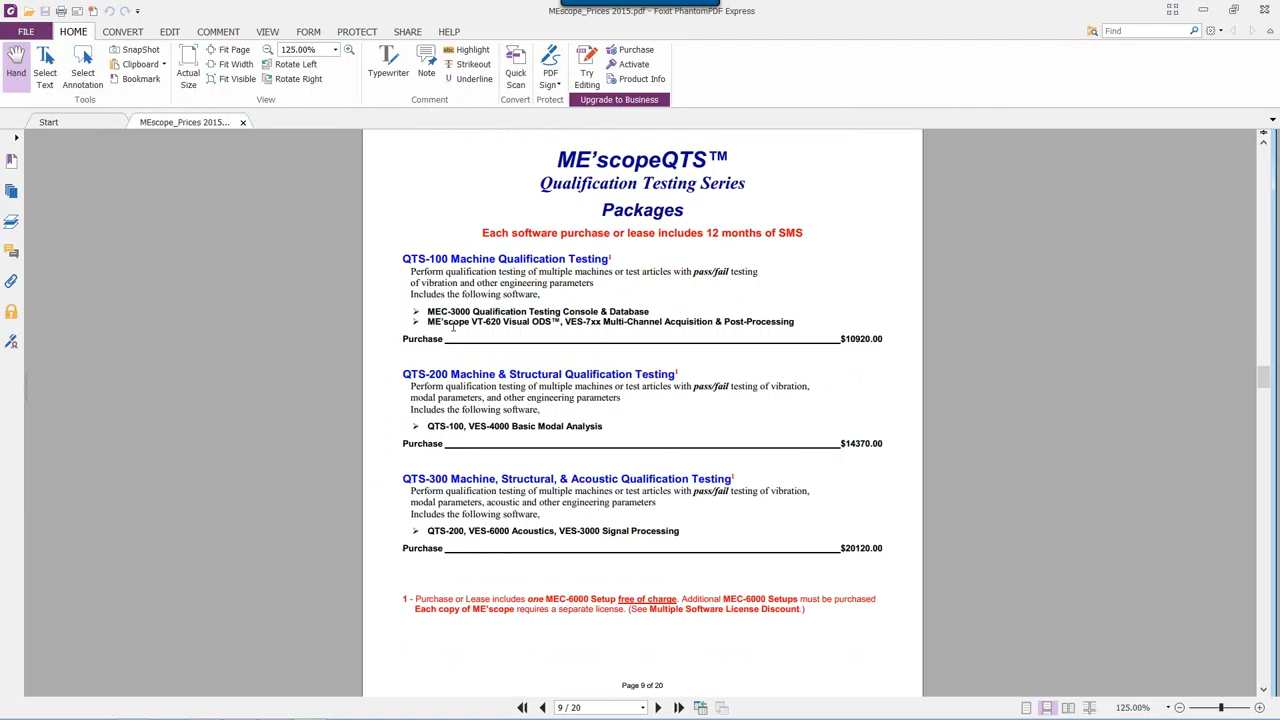 MEscope_Prices 2015.pdf - Foxit PhantomPDF Express
FILE HOME CONVERT EDIT COMMENT VIEW FORM PROTECT SHARE HELP Find
Hand
Select Text
Select Annotation
SnapShot
Clipboard
Bookmark
Tools
Actual Size
Fit Page
Fit Width
Fit Visible
125.00%
Rotate Left
Rotate Right
View
Typewriter
Note
Highlight
Strikeout
Underline
Comment
Quick Scan
Convert
PDF Sign
Protect
Try Editing
Purchase
Activate
Product Info
Upgrade to Business
Start MEscope_Prices 2015...
ME'scopeQTS™
Qualification Testing Series
Packages
Each software purchase or lease includes 12 months of SMS
QTS-100 Machine Qualification Testing1
Perform qualification testing of multiple machines or test articles with pass/fail testing
of vibration and other engineering parameters
Includes the following software,
➢ MEC-3000 Qualification Testing Console & Database
➢ ME'scope VT-620 Visual ODS™, VES-7xx Multi-Channel Acquisition & Post-Processing
Purchase $10920.00
QTS-200 Machine & Structural Qualification Testing1
Perform qualification testing of multiple machines or test articles with pass/fail testing of vibration,
modal parameters, and other engineering parameters
Includes the following software,
➢ QTS-100, VES-4000 Basic Modal Analysis
Purchase $14370.00
QTS-300 Machine, Structural, & Acoustic Qualification Testing1
Perform qualification testing of multiple machines or test articles with pass/fail testing of vibration,
modal parameters, acoustic and other engineering parameters
Includes the following software,
➢ QTS-200, VES-6000 Acoustics, VES-3000 Signal Processing
Purchase $20120.00
1 - Purchase or Lease includes one MEC-6000 Setup free of charge. Additional MEC-6000 Setups must be purchased
Each copy of ME'scope requires a separate license. (See Multiple Software License Discount.)
Page 9 of 20
9 / 20 125.00%